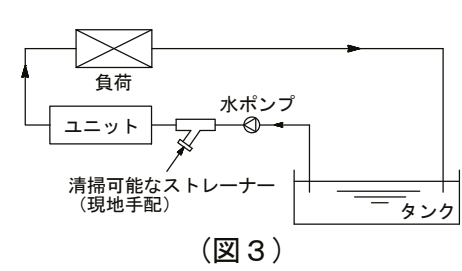 負荷
水ポンプ
ユニット
清掃可能なストレーナー
（現地手配）
タンク
（図３）